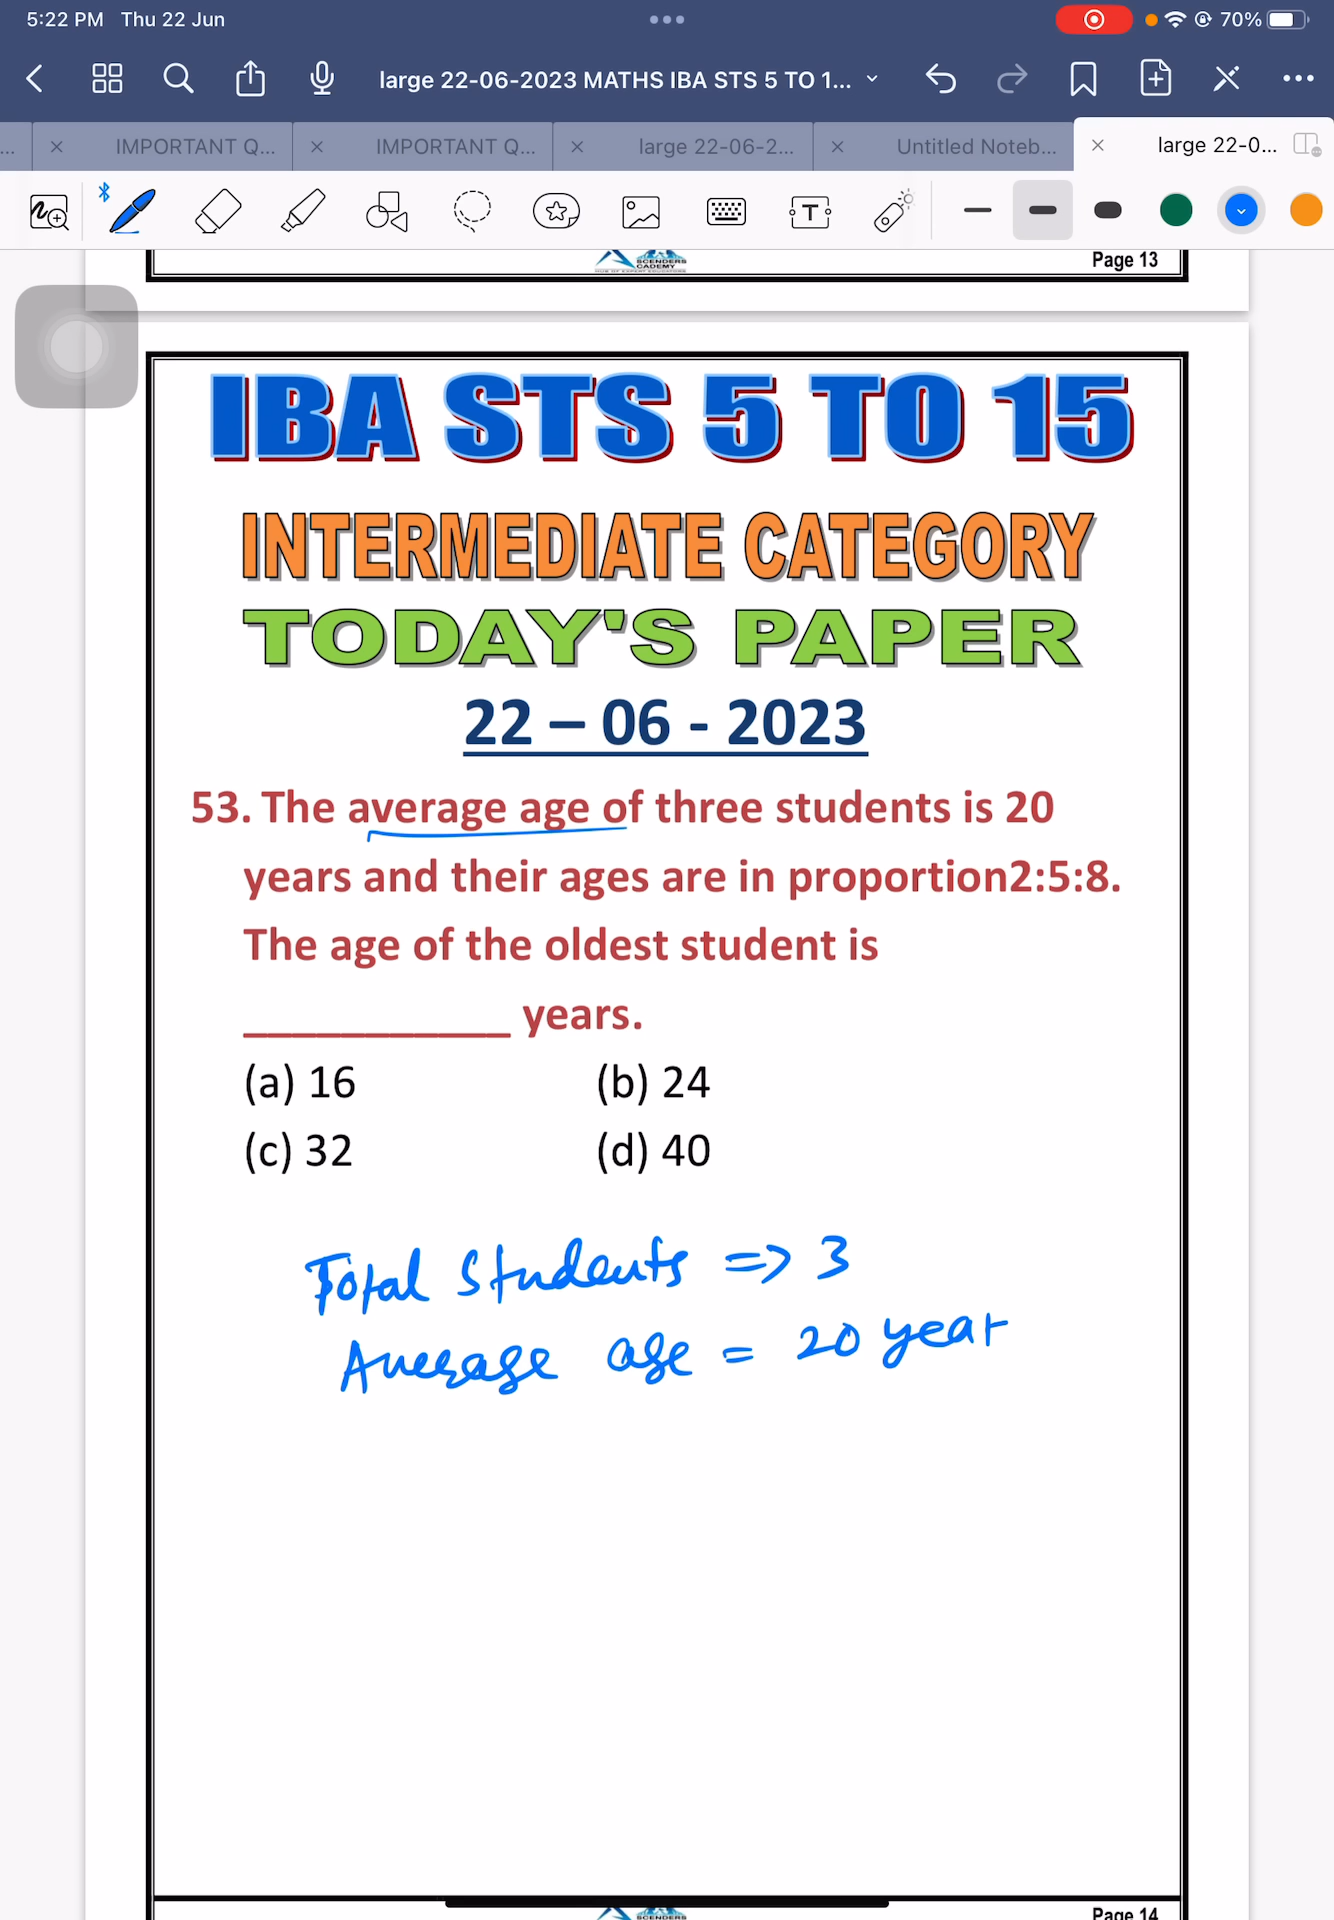 5:22 PM Thu 22 Jun
70%
large 22-06-2023 MATHS IBA STS 5 TO 1...
IMPORTANT Q...
IMPORTANT Q...
large 22-06-2...
Untitled Noteb...
large 22-0...
SCENDERS
CADEMY
Page 13
IBA STS 5 TO 15
INTERMEDIATE CATEGORY
TODAY'S PAPER
22 – 06 - 2023
53. The average age of three students is 20
years and their ages are in proportion2:5:8.
The age of the oldest student is
___________ years.
(a) 16 (b) 24
(c) 32 (d) 40
Total Students => 3
Average age = 20 year
SCENDERS
Page 14